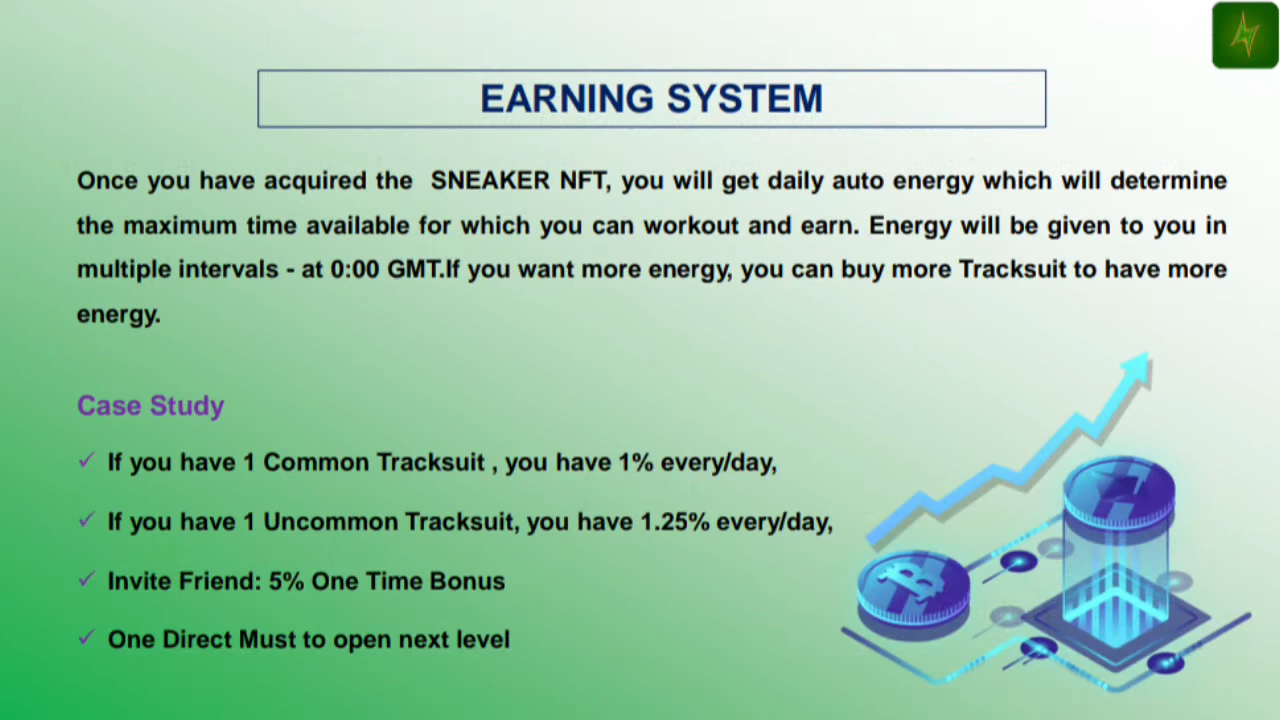 EARNING SYSTEM
Once you have acquired the SNEAKER NFT, you will get daily auto energy which will determine
the maximum time available for which you can workout and earn. Energy will be given to you in
multiple intervals - at 0:00 GMT.If you want more energy, you can buy more Tracksuit to have more
energy.
Case Study
✓ If you have 1 Common Tracksuit , you have 1% every/day,
✓ If you have 1 Uncommon Tracksuit, you have 1.25% every/day,
✓ Invite Friend: 5% One Time Bonus
✓ One Direct Must to open next level